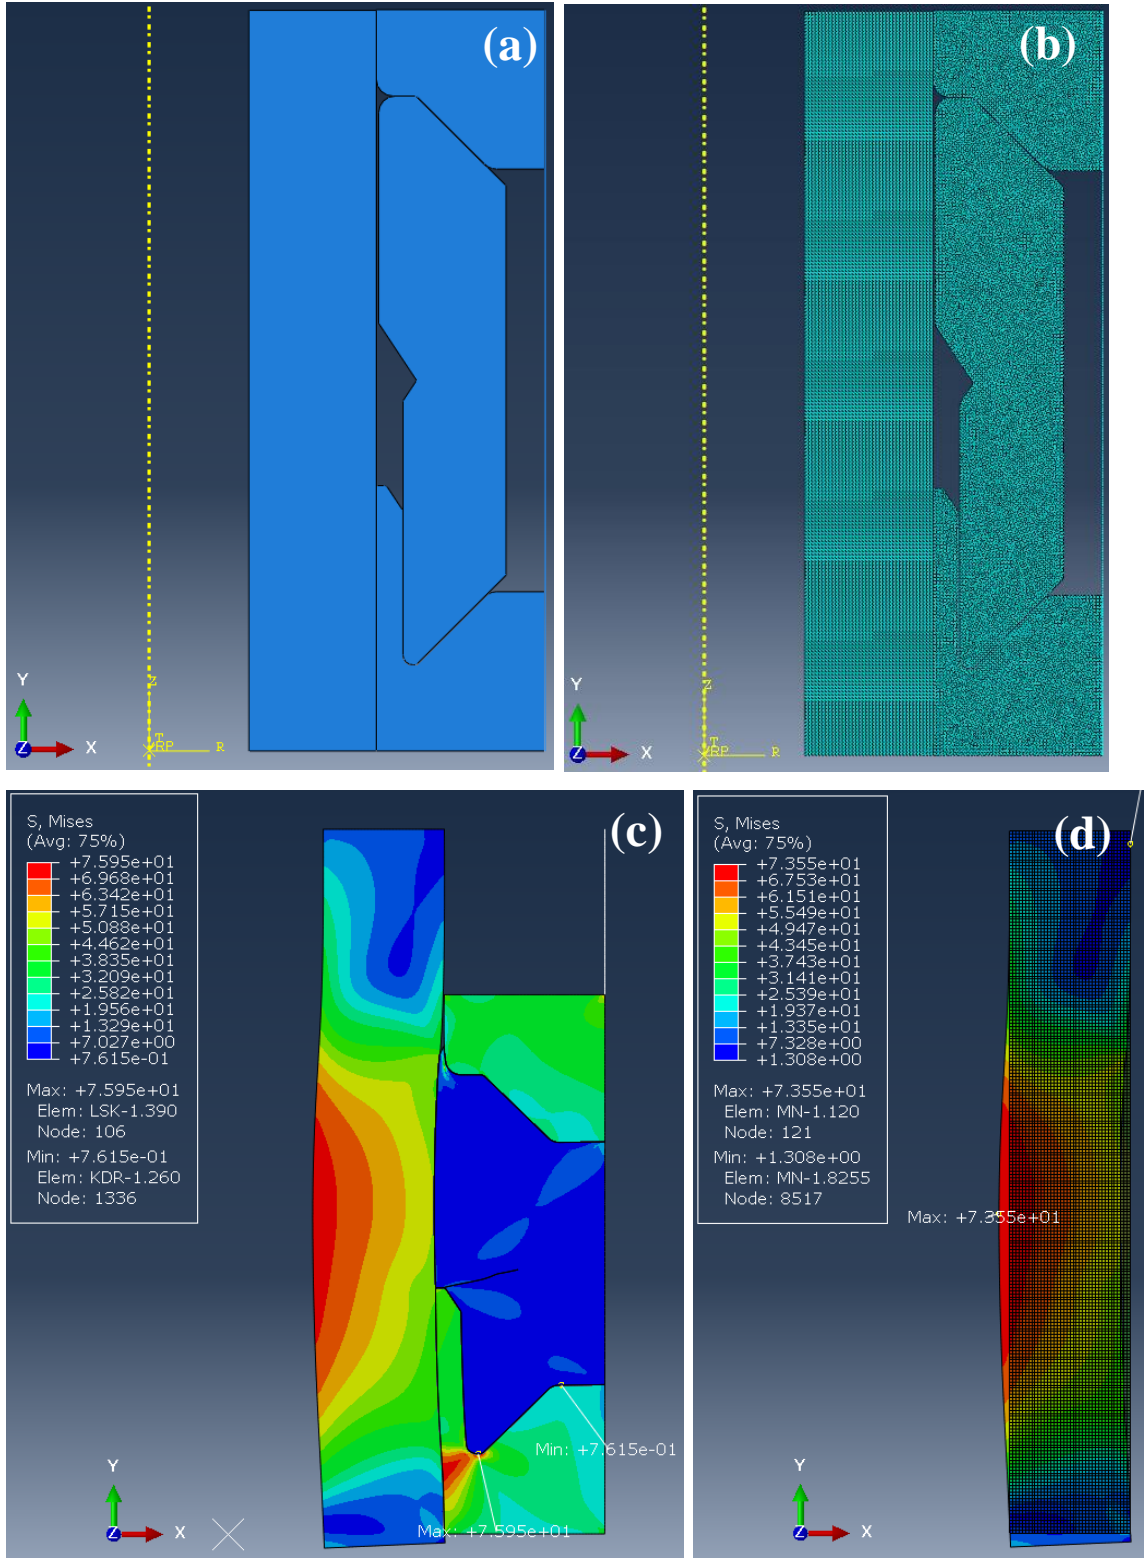 (a)
Z
T
RP
R
Y
Z
X
(b)
Z
T
RP
R
Y
Z
X
S, Mises
(Avg: 75%)
+7.595e+01
+6.968e+01
+6.342e+01
+5.715e+01
+5.088e+01
+4.462e+01
+3.835e+01
+3.209e+01
+2.582e+01
+1.956e+01
+1.329e+01
+7.027e+00
+7.615e-01
Max: +7.595e+01
Elem: LSK-1.390
Node: 106
Min: +7.615e-01
Elem: KDR-1.260
Node: 1336
(c)
Min: +7.615e-01
Max: +7.595e+01
Y
Z
X
S, Mises
(Avg: 75%)
+7.355e+01
+6.753e+01
+6.151e+01
+5.549e+01
+4.947e+01
+4.345e+01
+3.743e+01
+3.141e+01
+2.539e+01
+1.937e+01
+1.335e+01
+7.328e+00
+1.308e+00
Max: +7.355e+01
Elem: MN-1.120
Node: 121
Min: +1.308e+00
Elem: MN-1.8255
Node: 8517
(d)
Max: +7.355e+01
Y
Z
X